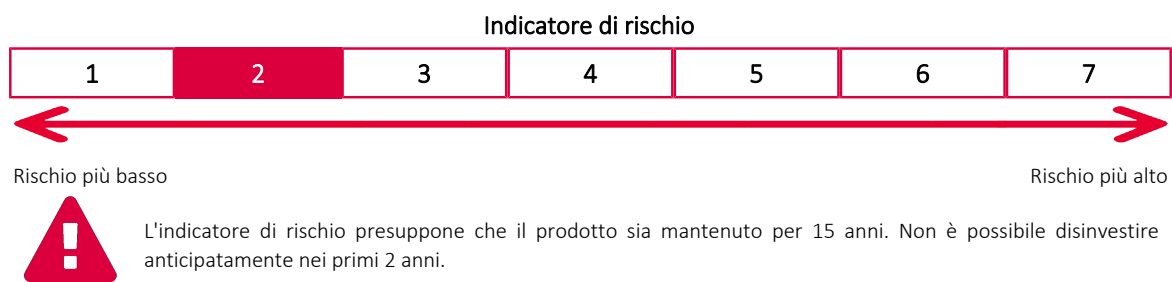 Indicatore di rischio
1 2 3 4 5 6 7
Rischio più basso Rischio più alto
L'indicatore di rischio presuppone che il prodotto sia mantenuto per 15 anni. Non è possibile disinvestire
anticipatamente nei primi 2 anni.